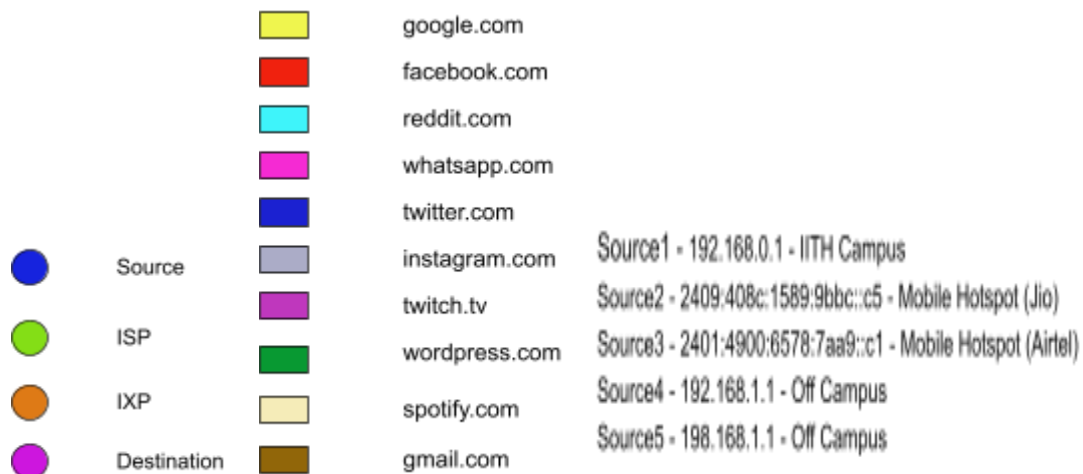 google.com
facebook.com
reddit.com
whatsapp.com
twitter.com
instagram.com
twitch.tv
wordpress.com
spotify.com
gmail.com
Source
ISP
IXP
Destination
Source1 - 192.168.0.1 - IITH Campus
Source2 - 2409:408c:1589:9bbc::c5 - Mobile Hotspot (Jio)
Source3 - 2401:4900:6578:7aa9::c1 - Mobile Hotspot (Airtel)
Source4 - 192.168.1.1 - Off Campus
Source5 - 198.168.1.1 - Off Campus